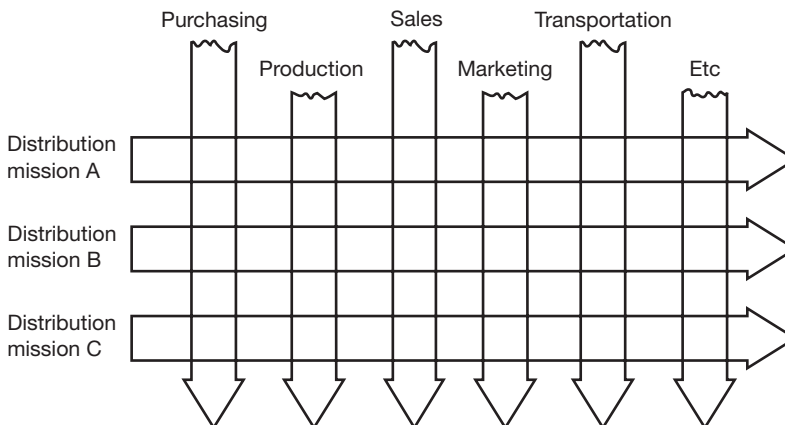 Purchasing
Sales
Transportation
Production
Marketing
Etc
Distribution
mission A
Distribution
mission B
Distribution
mission C